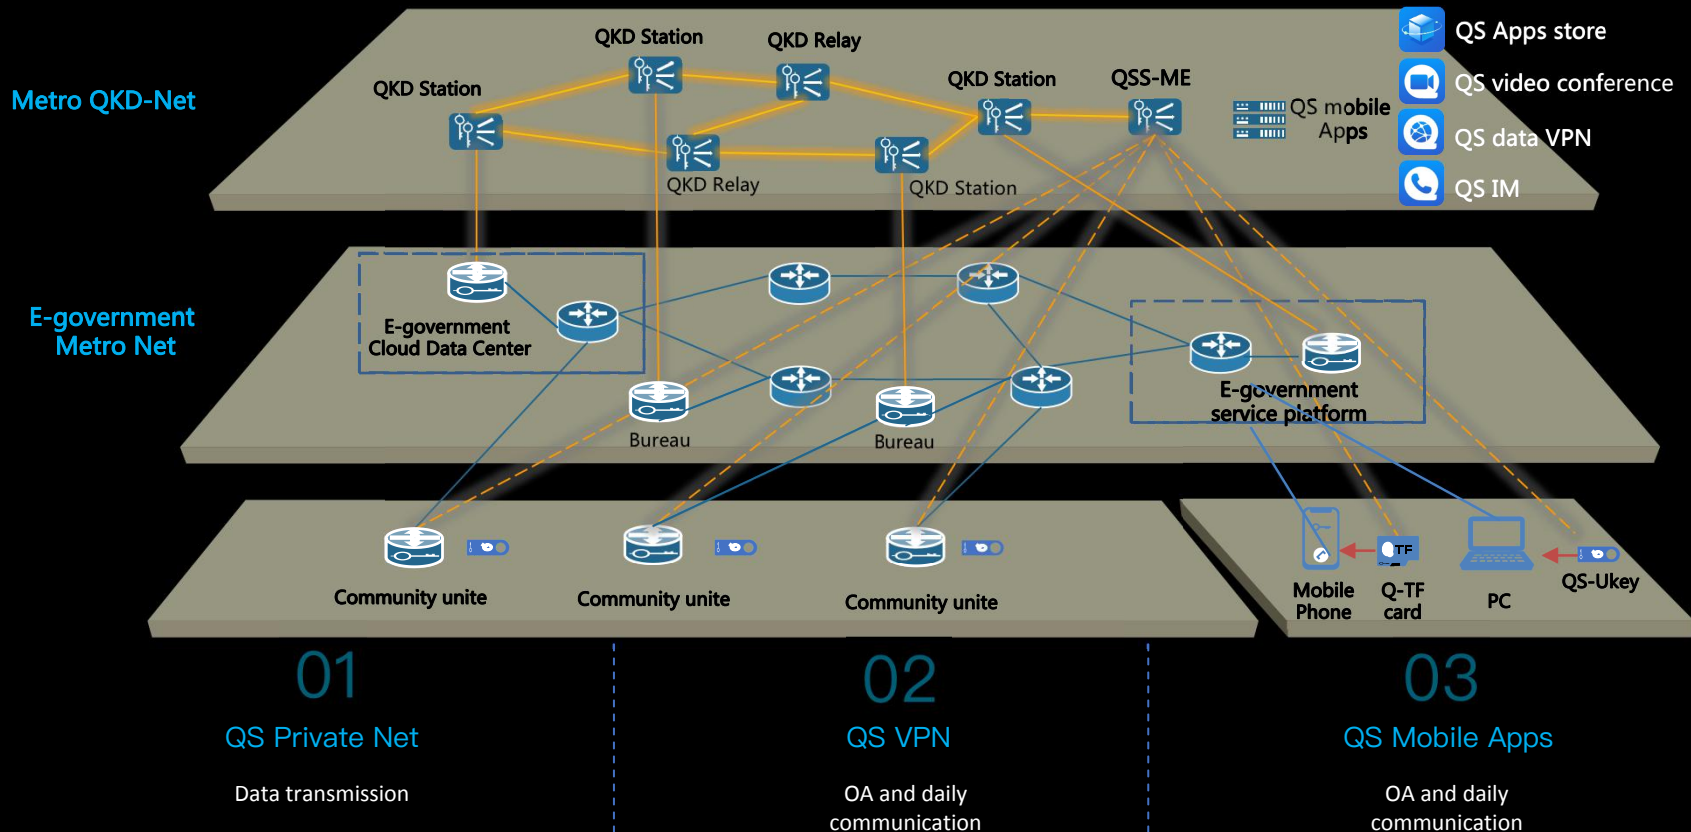 QKD Station
QKD Relay
QS Apps store
Metro QKD-Net
QKD Station
QKD Station
QSS-ME
QS video conference
QS mobile
Apps
QS data VPN
QKD Relay
QKD Station
QS IM
E-government
Metro Net
E-government
Cloud Data Center
E-government
service platform
Bureau
Bureau
TF
Community unite
Community unite
Community unite
Mobile
Phone
Q-TF
card
PC
QS-Ukey
01
02
03
QS Private Net
QS VPN
QS Mobile Apps
Data transmission
OA and daily
communication
OA and daily
communication